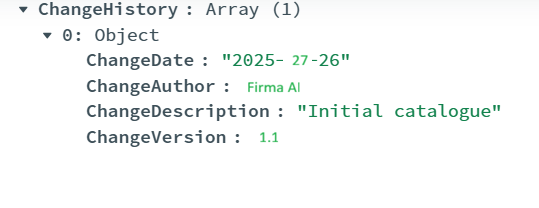 ChangeHistory : Array (1)
0: Object
ChangeDate : "2025- 27 -26"
ChangeAuthor : Firma AI
ChangeDescription : "Initial catalogue"
ChangeVersion : 1.1